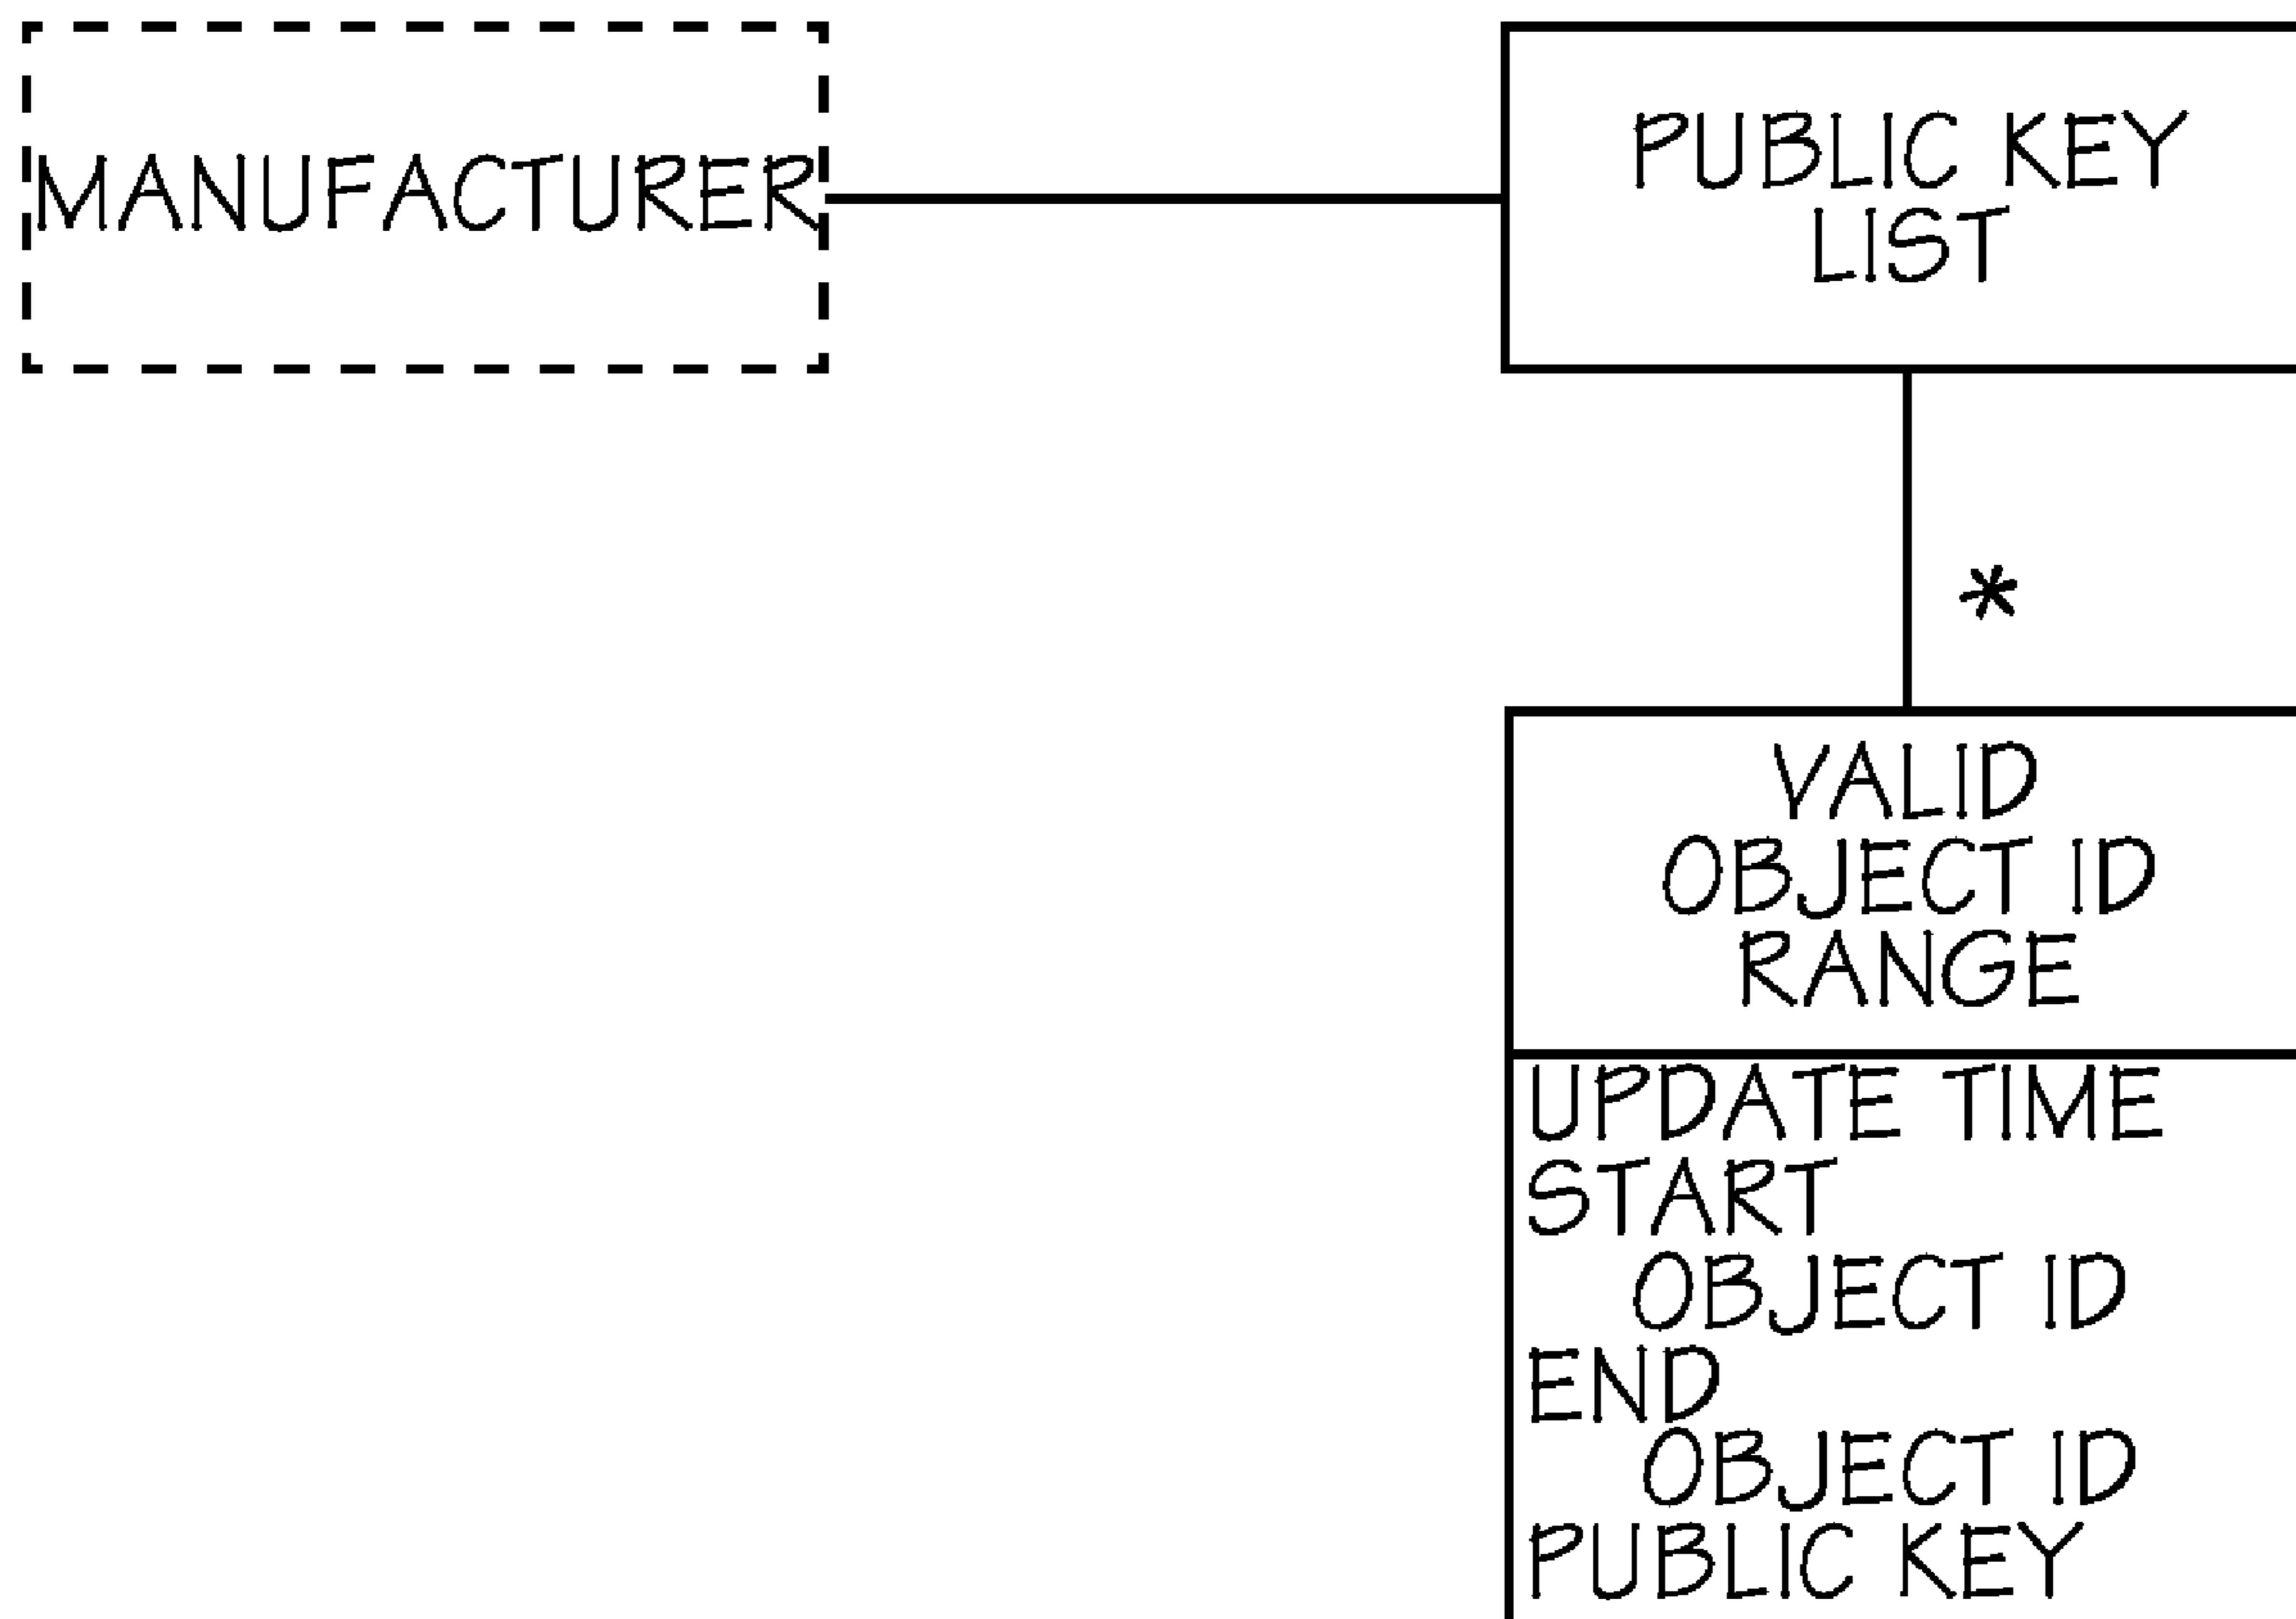 MANUFACTURER
PUBLIC KEY
LIST
*
VALID
OBJECT ID
RANGE
UPDATE TIME
START
OBJECT ID
END
OBJECT ID
PUBLIC KEY